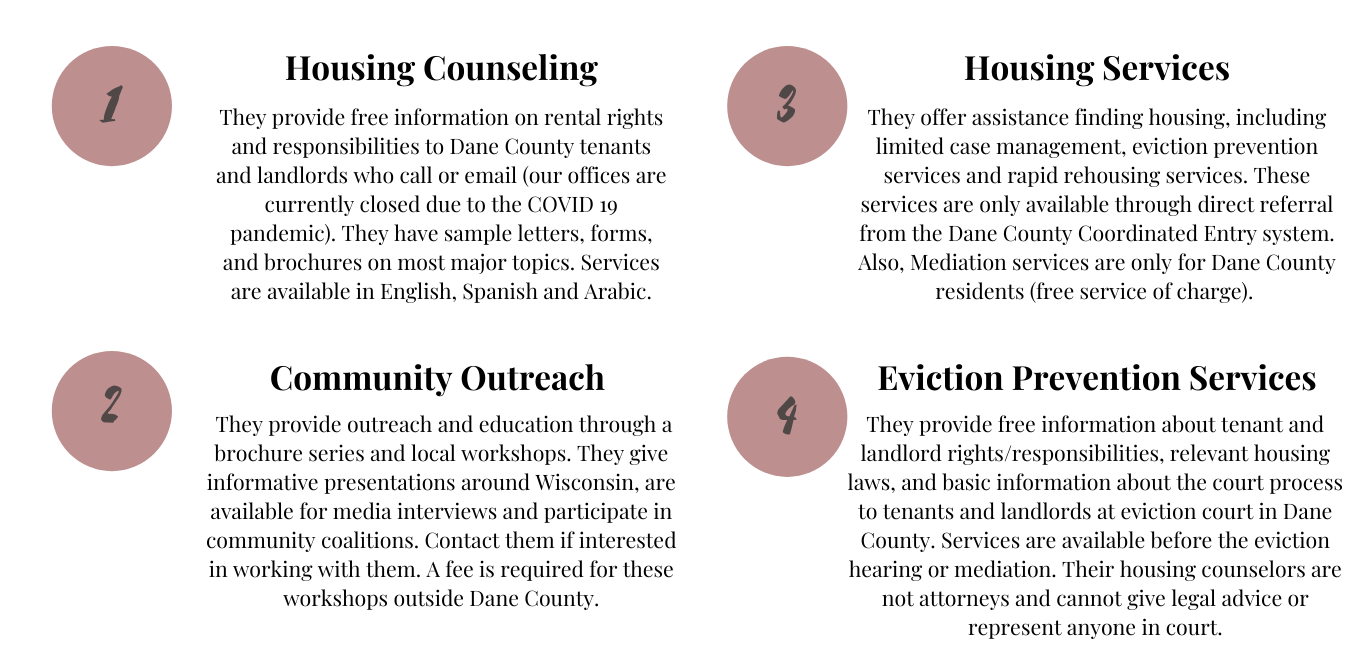 1
Housing Counseling
They provide free information on rental rights
and responsibilities to Dane County tenants
and landlords who call or email (our offices are
currently closed due to the COVID 19
pandemic). They have sample letters, forms,
and brochures on most major topics. Services
are available in English, Spanish and Arabic.
2
Community Outreach
They provide outreach and education through a
brochure series and local workshops. They give
informative presentations around Wisconsin, are
available for media interviews and participate in
community coalitions. Contact them if interested
in working with them. A fee is required for these
workshops outside Dane County.
3
Housing Services
They offer assistance finding housing, including
limited case management, eviction prevention
services and rapid rehousing services. These
services are only available through direct referral
from the Dane County Coordinated Entry system.
Also, Mediation services are only for Dane County
residents (free service of charge).
4
Eviction Prevention Services
They provide free information about tenant and
landlord rights/responsibilities, relevant housing
laws, and basic information about the court process
to tenants and landlords at eviction court in Dane
County. Services are available before the eviction
hearing or mediation. Their housing counselors are
not attorneys and cannot give legal advice or
represent anyone in court.